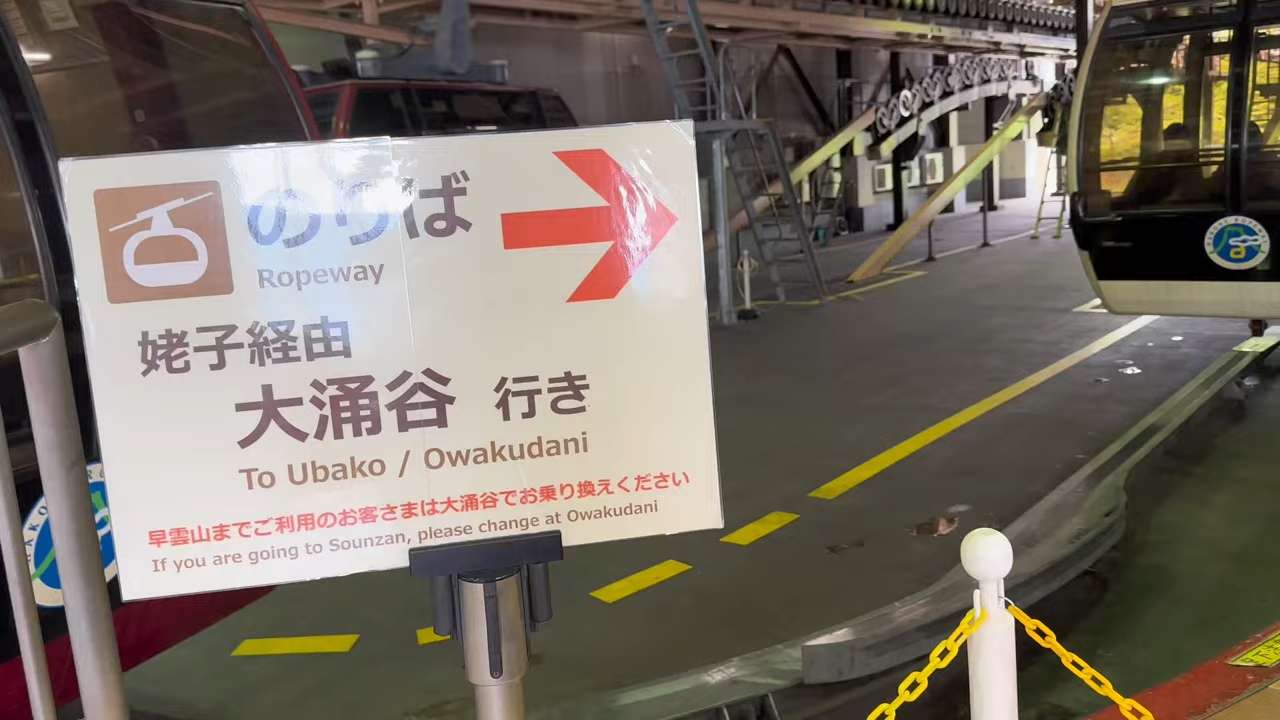 のりば
Ropeway
姥子経由
大涌谷 行き
To Ubako / Owakudani
早雲山までご利用のお客さまは大涌谷でお乗り換えください
If you are going to Sounzan, please change at Owakudani